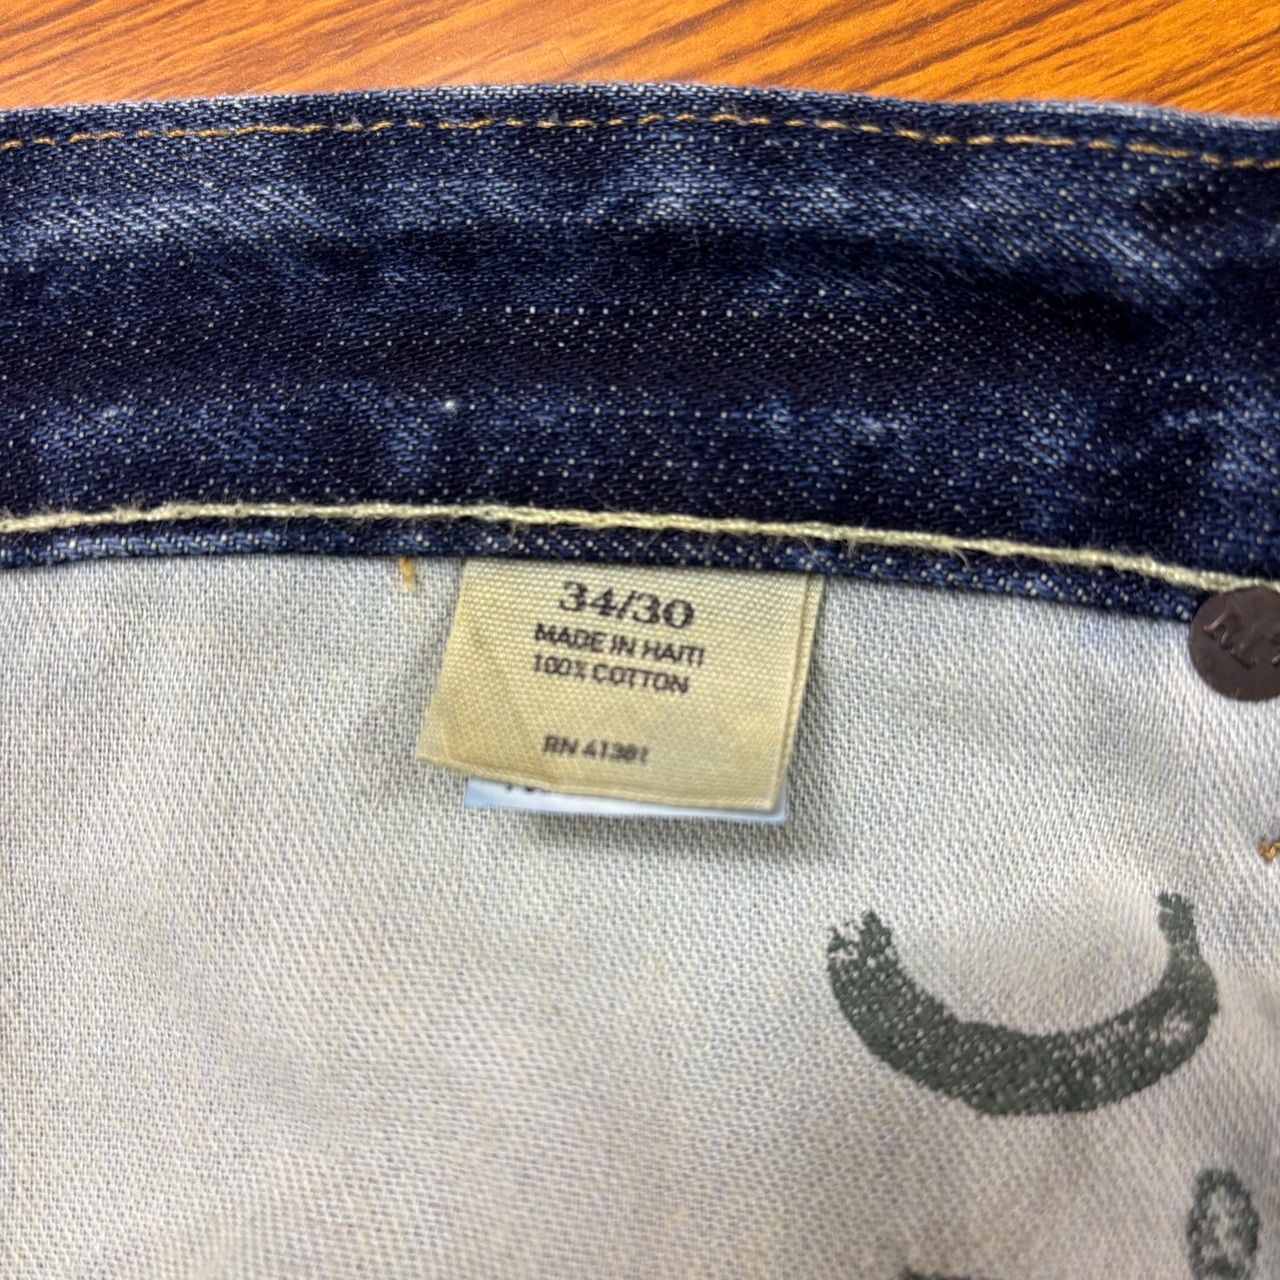 34/30
MADE IN HAITI
100% COTTON
RN 41381